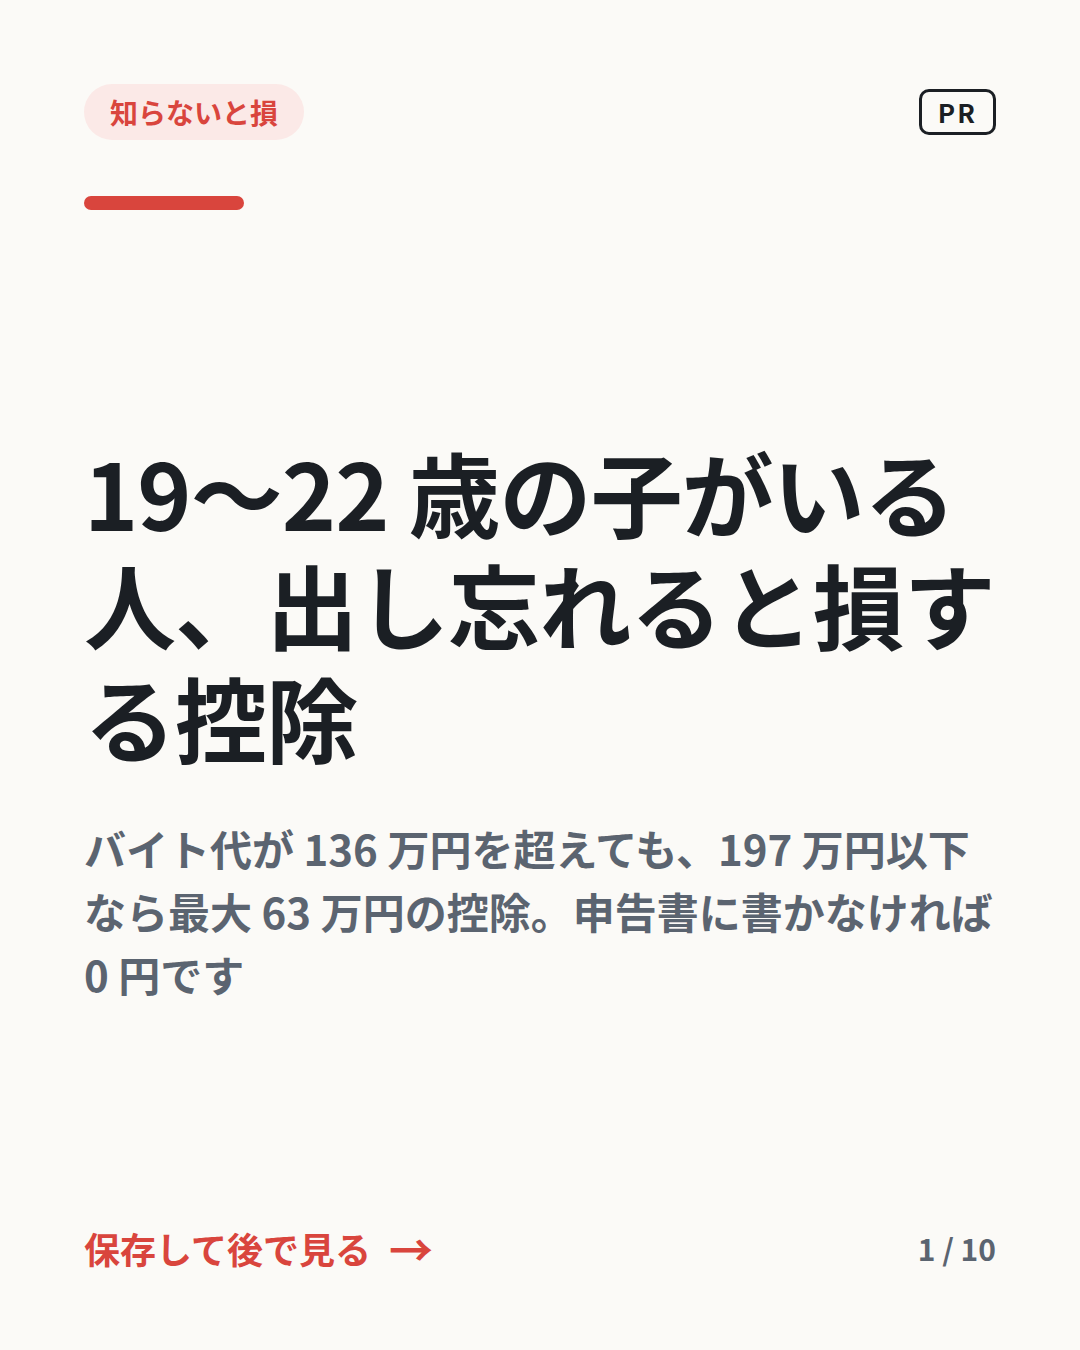 知らないと損
PR
19〜22 歳の子がいる
人、出し忘れると損す
る控除
バイト代が 136 万円を超えても、197 万円以下
なら最大 63 万円の控除。申告書に書かなければ
0 円です
保存して後で見る →
1 / 10